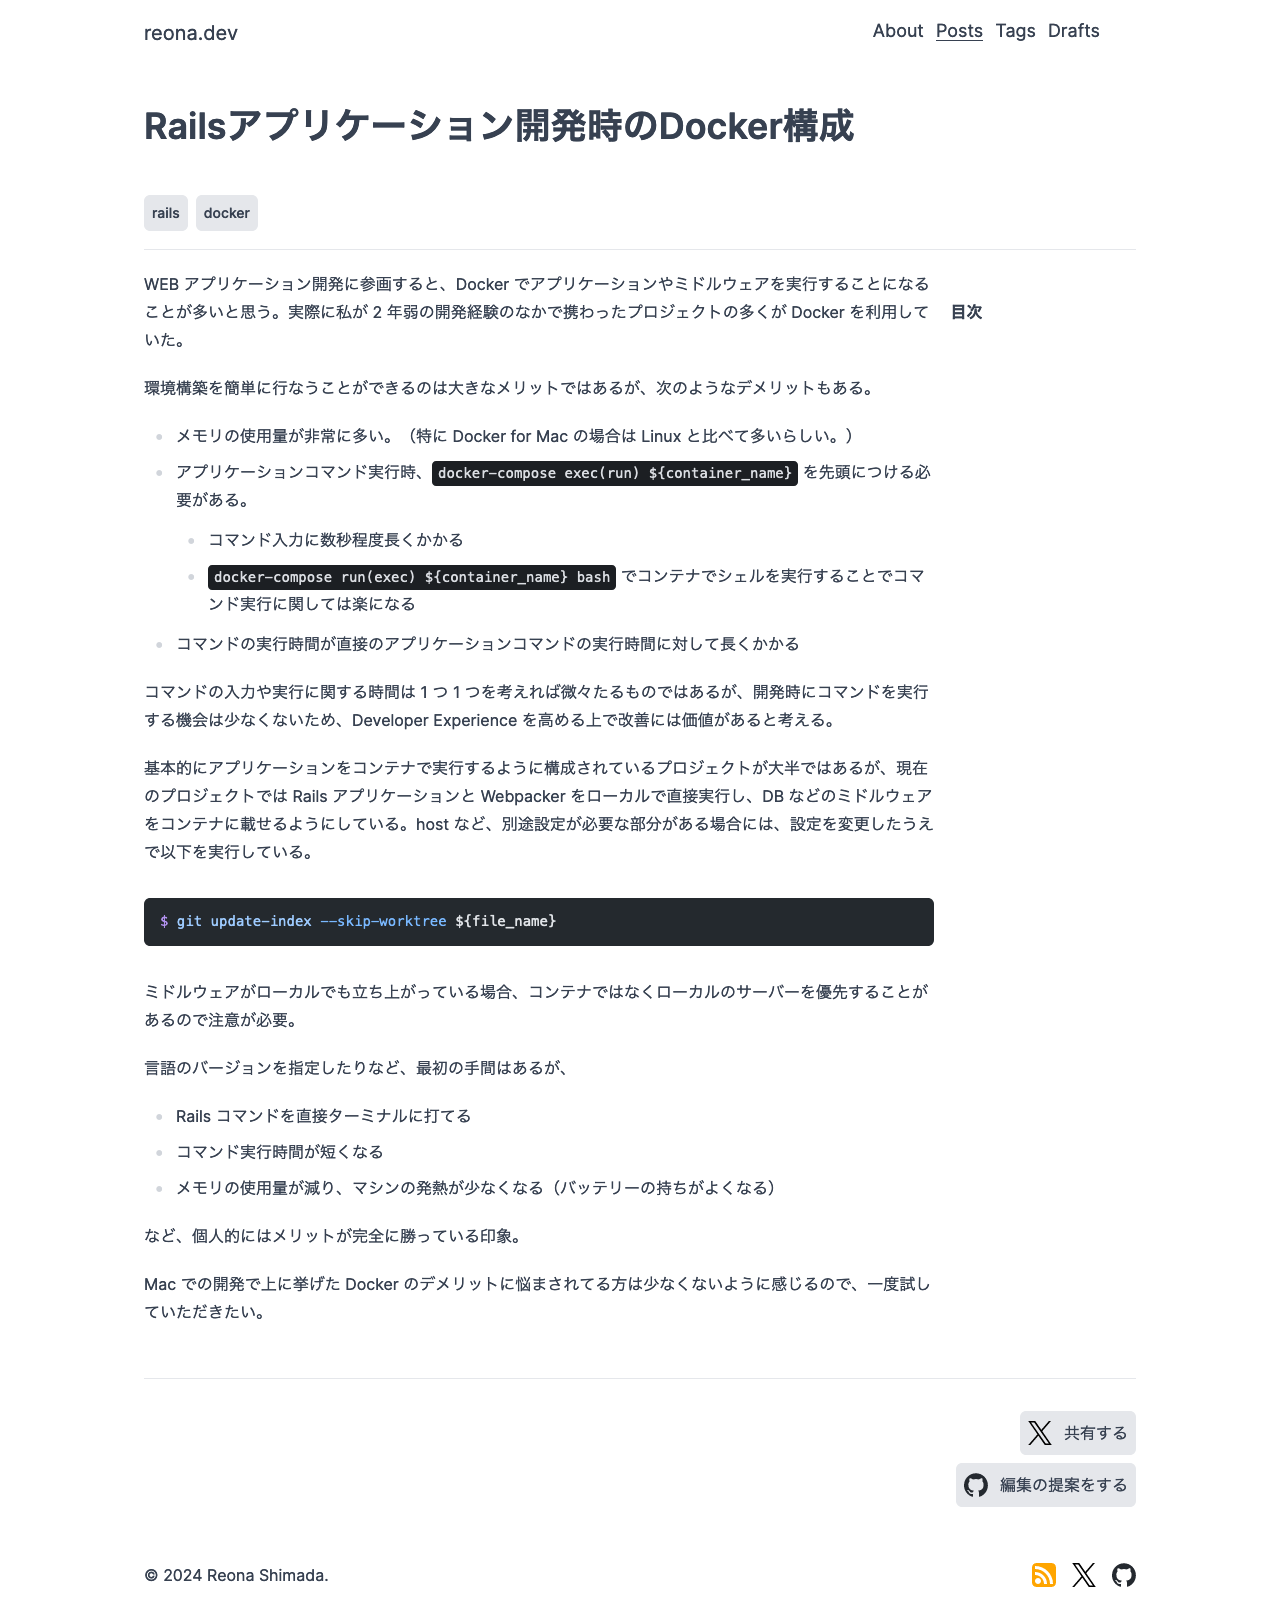 reona.dev
About Posts Tags Drafts
Railsアプリケーション開発時のDocker構成
rails docker
WEB アプリケーション開発に参画すると、Docker でアプリケーションやミドルウェアを実行することになる
ことが多いと思う。実際に私が 2 年弱の開発経験のなかで携わったプロジェクトの多くが Docker を利用して
いた。
目次
環境構築を簡単に行なうことができるのは大きなメリットではあるが、次のようなデメリットもある。
メモリの使用量が非常に多い。（特に Docker for Mac の場合は Linux と比べて多いらしい。）
アプリケーションコマンド実行時、docker-compose exec(run) ${container_name} を先頭につける必
要がある。
コマンド入力に数秒程度長くかかる
docker-compose run(exec) ${container_name} bash でコンテナでシェルを実行することでコマ
ンド実行に関しては楽になる
コマンドの実行時間が直接のアプリケーションコマンドの実行時間に対して長くかかる
コマンドの入力や実行に関する時間は 1 つ 1 つを考えれば微々たるものではあるが、開発時にコマンドを実行
する機会は少なくないため、Developer Experience を高める上で改善には価値があると考える。
基本的にアプリケーションをコンテナで実行するように構成されているプロジェクトが大半ではあるが、現在
のプロジェクトでは Rails アプリケーションと Webpacker をローカルで直接実行し、DB などのミドルウェア
をコンテナに載せるようにしている。host など、別途設定が必要な部分がある場合には、設定を変更したうえ
で以下を実行している。
$ git update-index --skip-worktree ${file_name}
ミドルウェアがローカルでも立ち上がっている場合、コンテナではなくローカルのサーバーを優先することが
あるので注意が必要。
言語のバージョンを指定したりなど、最初の手間はあるが、
Rails コマンドを直接ターミナルに打てる
コマンド実行時間が短くなる
メモリの使用量が減り、マシンの発熱が少なくなる（バッテリーの持ちがよくなる）
など、個人的にはメリットが完全に勝っている印象。
Mac での開発で上に挙げた Docker のデメリットに悩まされてる方は少なくないように感じるので、一度試し
ていただきたい。
共有する
編集の提案をする
© 2024 Reona Shimada.